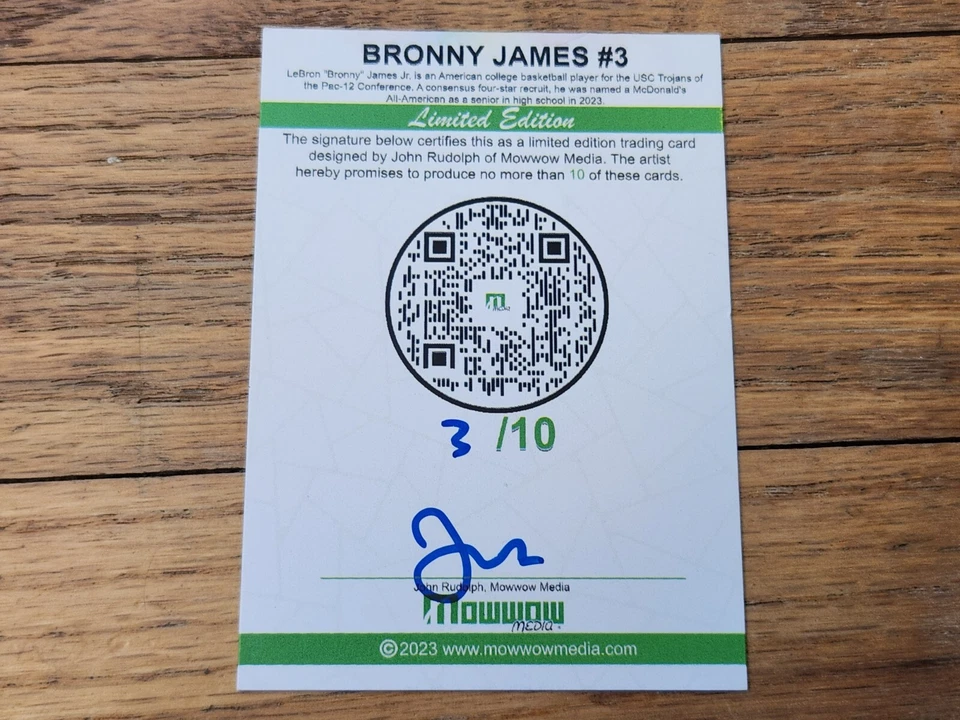 BRONNY JAMES #3
LeBron "Bronny" James Jr. is an American college basketball player for the USC Trojans of
the Pac-12 Conference. A consensus four-star recruit, he was named a McDonald's
All-American as a senior in high school in 2023.
Limited Edition
The signature below certifies this as a limited edition trading card
designed by John Rudolph of Mowwow Media. The artist
hereby promises to produce no more than 10 of these cards.
m
MEDIA
3 /10
John Rudolph, Mowwow Media
Mowwow
MEDIA
©2023 www.mowwowmedia.com